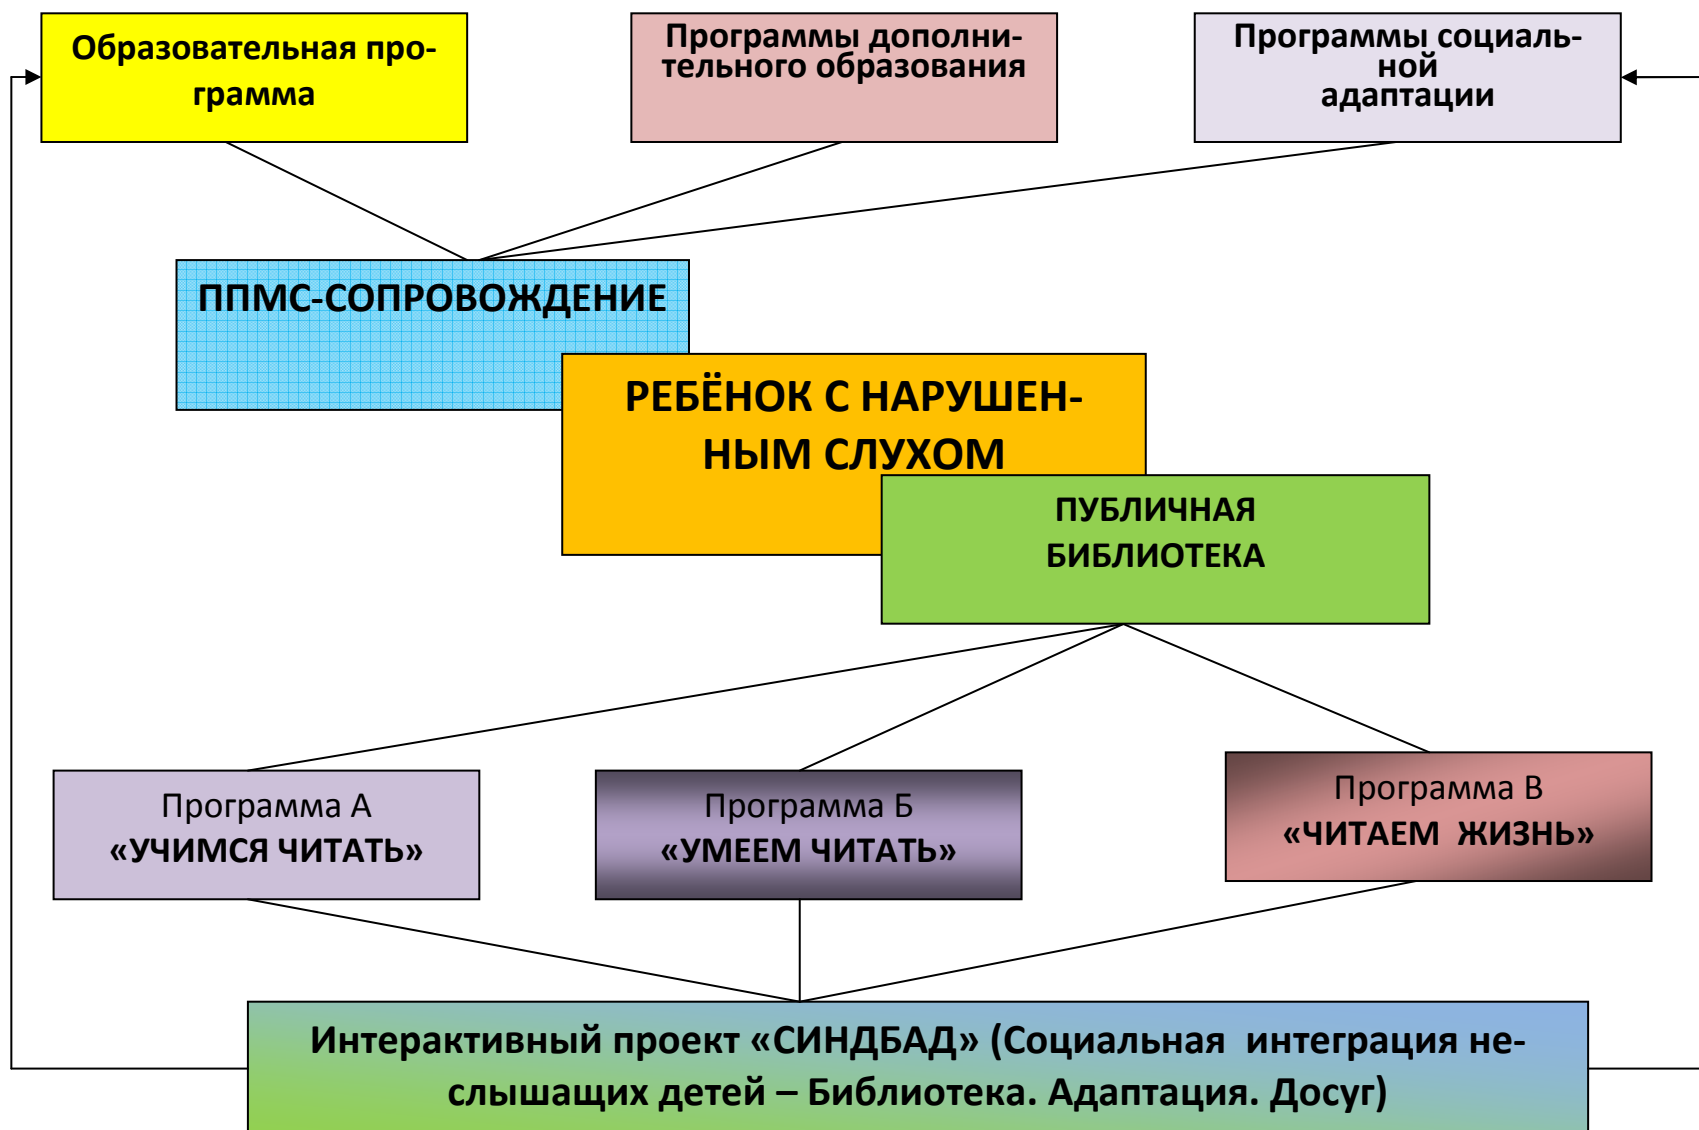 Образовательная про-
грамма
Программы дополни-
тельного образования
Программы социаль-
ной
адаптации
ППМС-СОПРОВОЖДЕНИЕ
РЕБЁНОК С НАРУШЕН-
НЫМ СЛУХОМ
ПУБЛИЧНАЯ
БИБЛИОТЕКА
Программа А
«УЧИМСЯ ЧИТАТЬ»
Программа Б
«УМЕЕМ ЧИТАТЬ»
Программа В
«ЧИТАЕМ ЖИЗНЬ»
Интерактивный проект «СИНДБАД» (Социальная интеграция не-
слышащих детей – Библиотека. Адаптация. Досуг)